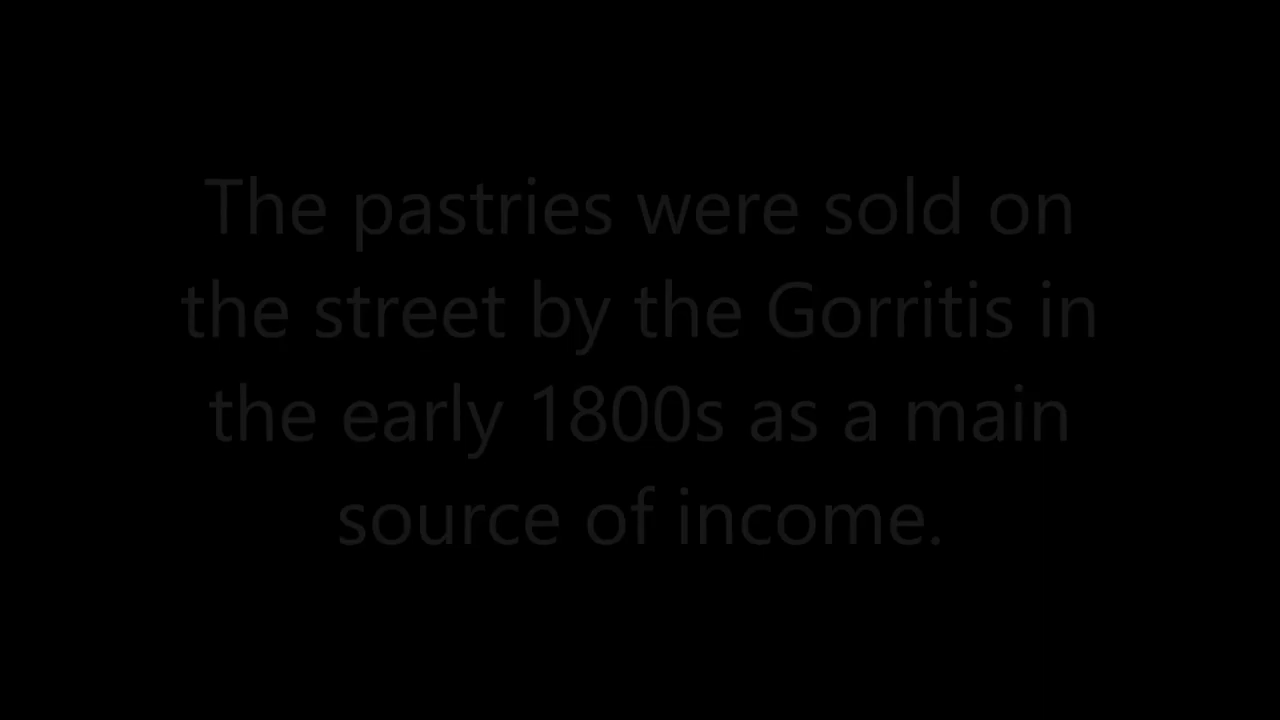 The pastries were sold on
the street by the Gorritis in
the early 1800s as a main
source of income.